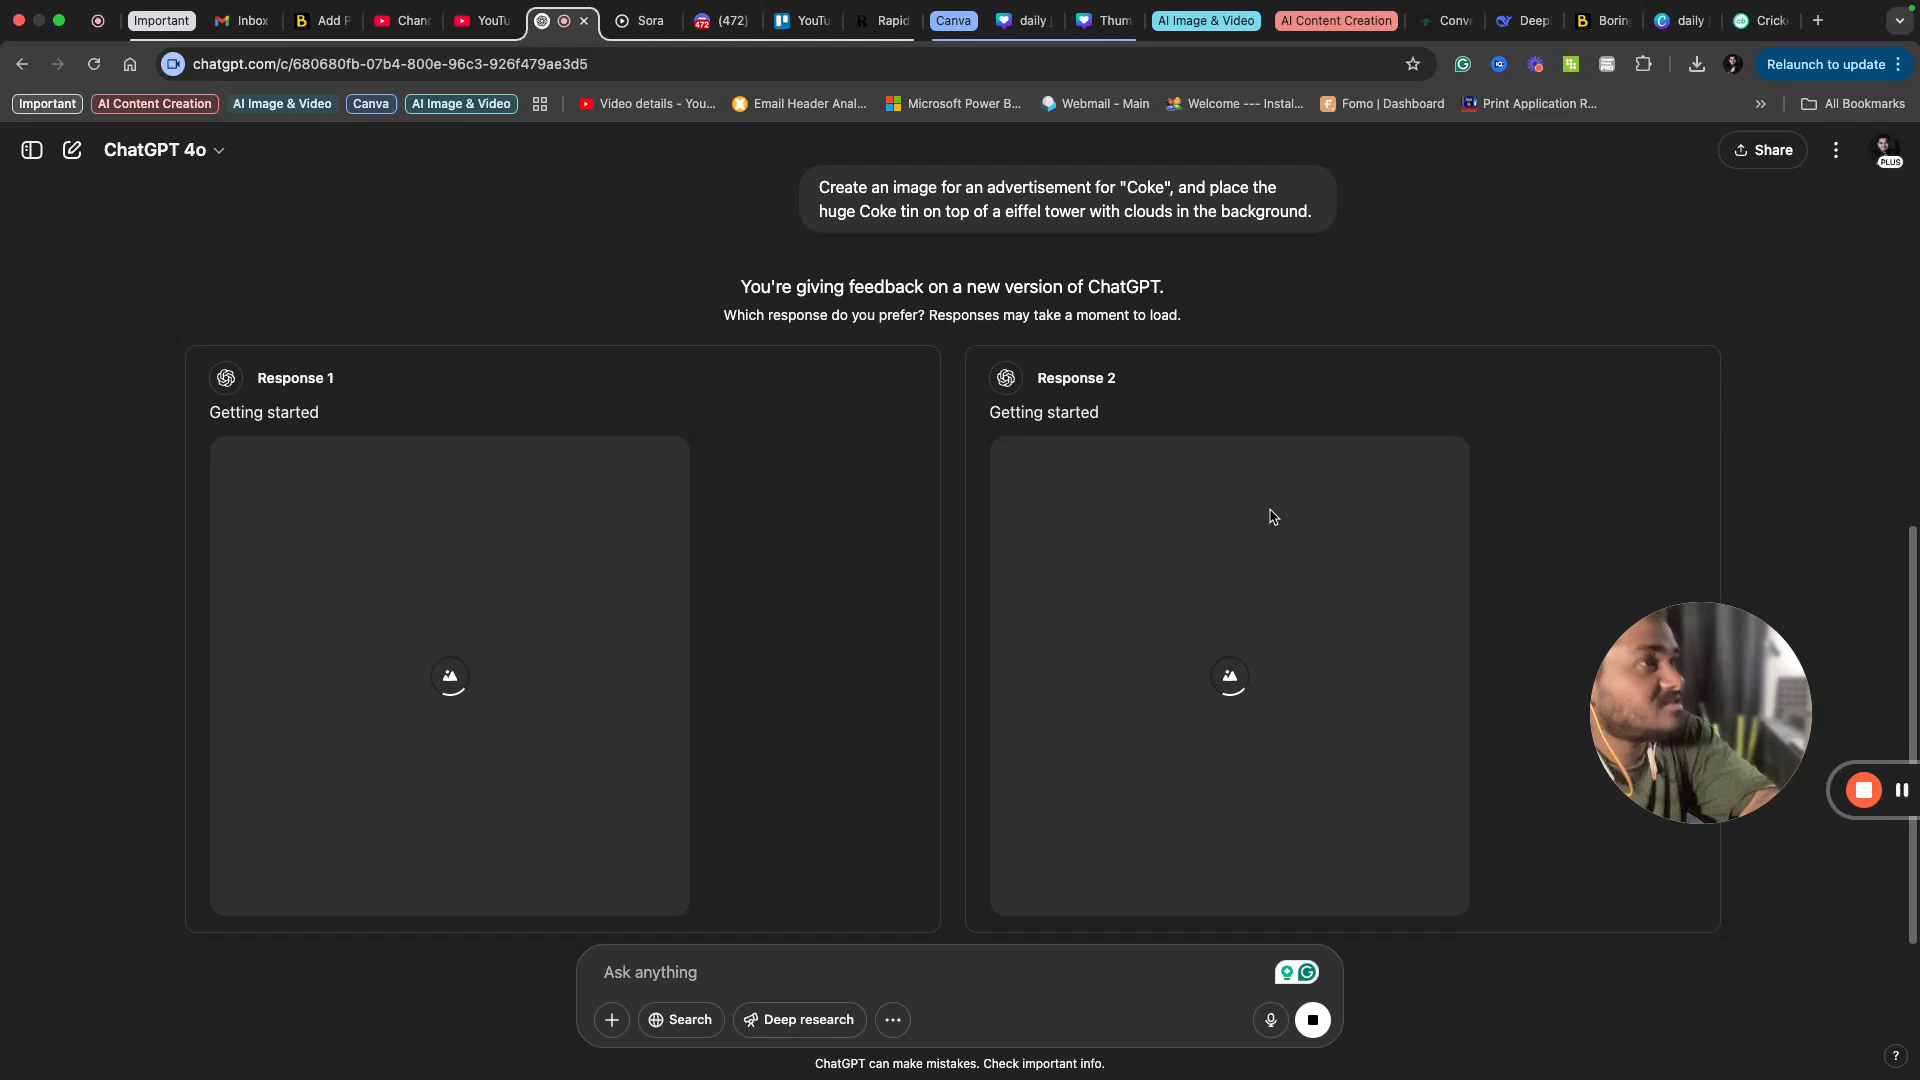 Important
Inbox
Add P
Chann
YouTu
Sora
472
(472)
YouTu
Rapid
Canva
daily
Thum
AI Image & Video
AI Content Creation
Conve
Deep
Borin
daily
Cricke
chatgpt.com/c/680680fb-07b4-800e-96c3-926f479ae3d5
Relaunch to update
Important
AI Content Creation
AI Image & Video
Canva
AI Image & Video
Video details - You...
Email Header Anal...
Microsoft Power B...
Webmail - Main
Welcome --- Instal...
Fomo | Dashboard
Print Application R...
All Bookmarks
ChatGPT 4o
Share
PLUS
Create an image for an advertisement for "Coke", and place the
huge Coke tin on top of a eiffel tower with clouds in the background.
You're giving feedback on a new version of ChatGPT.
Which response do you prefer? Responses may take a moment to load.
Response 1
Getting started
Response 2
Getting started
Ask anything
Search
Deep research
ChatGPT can make mistakes. Check important info.
?